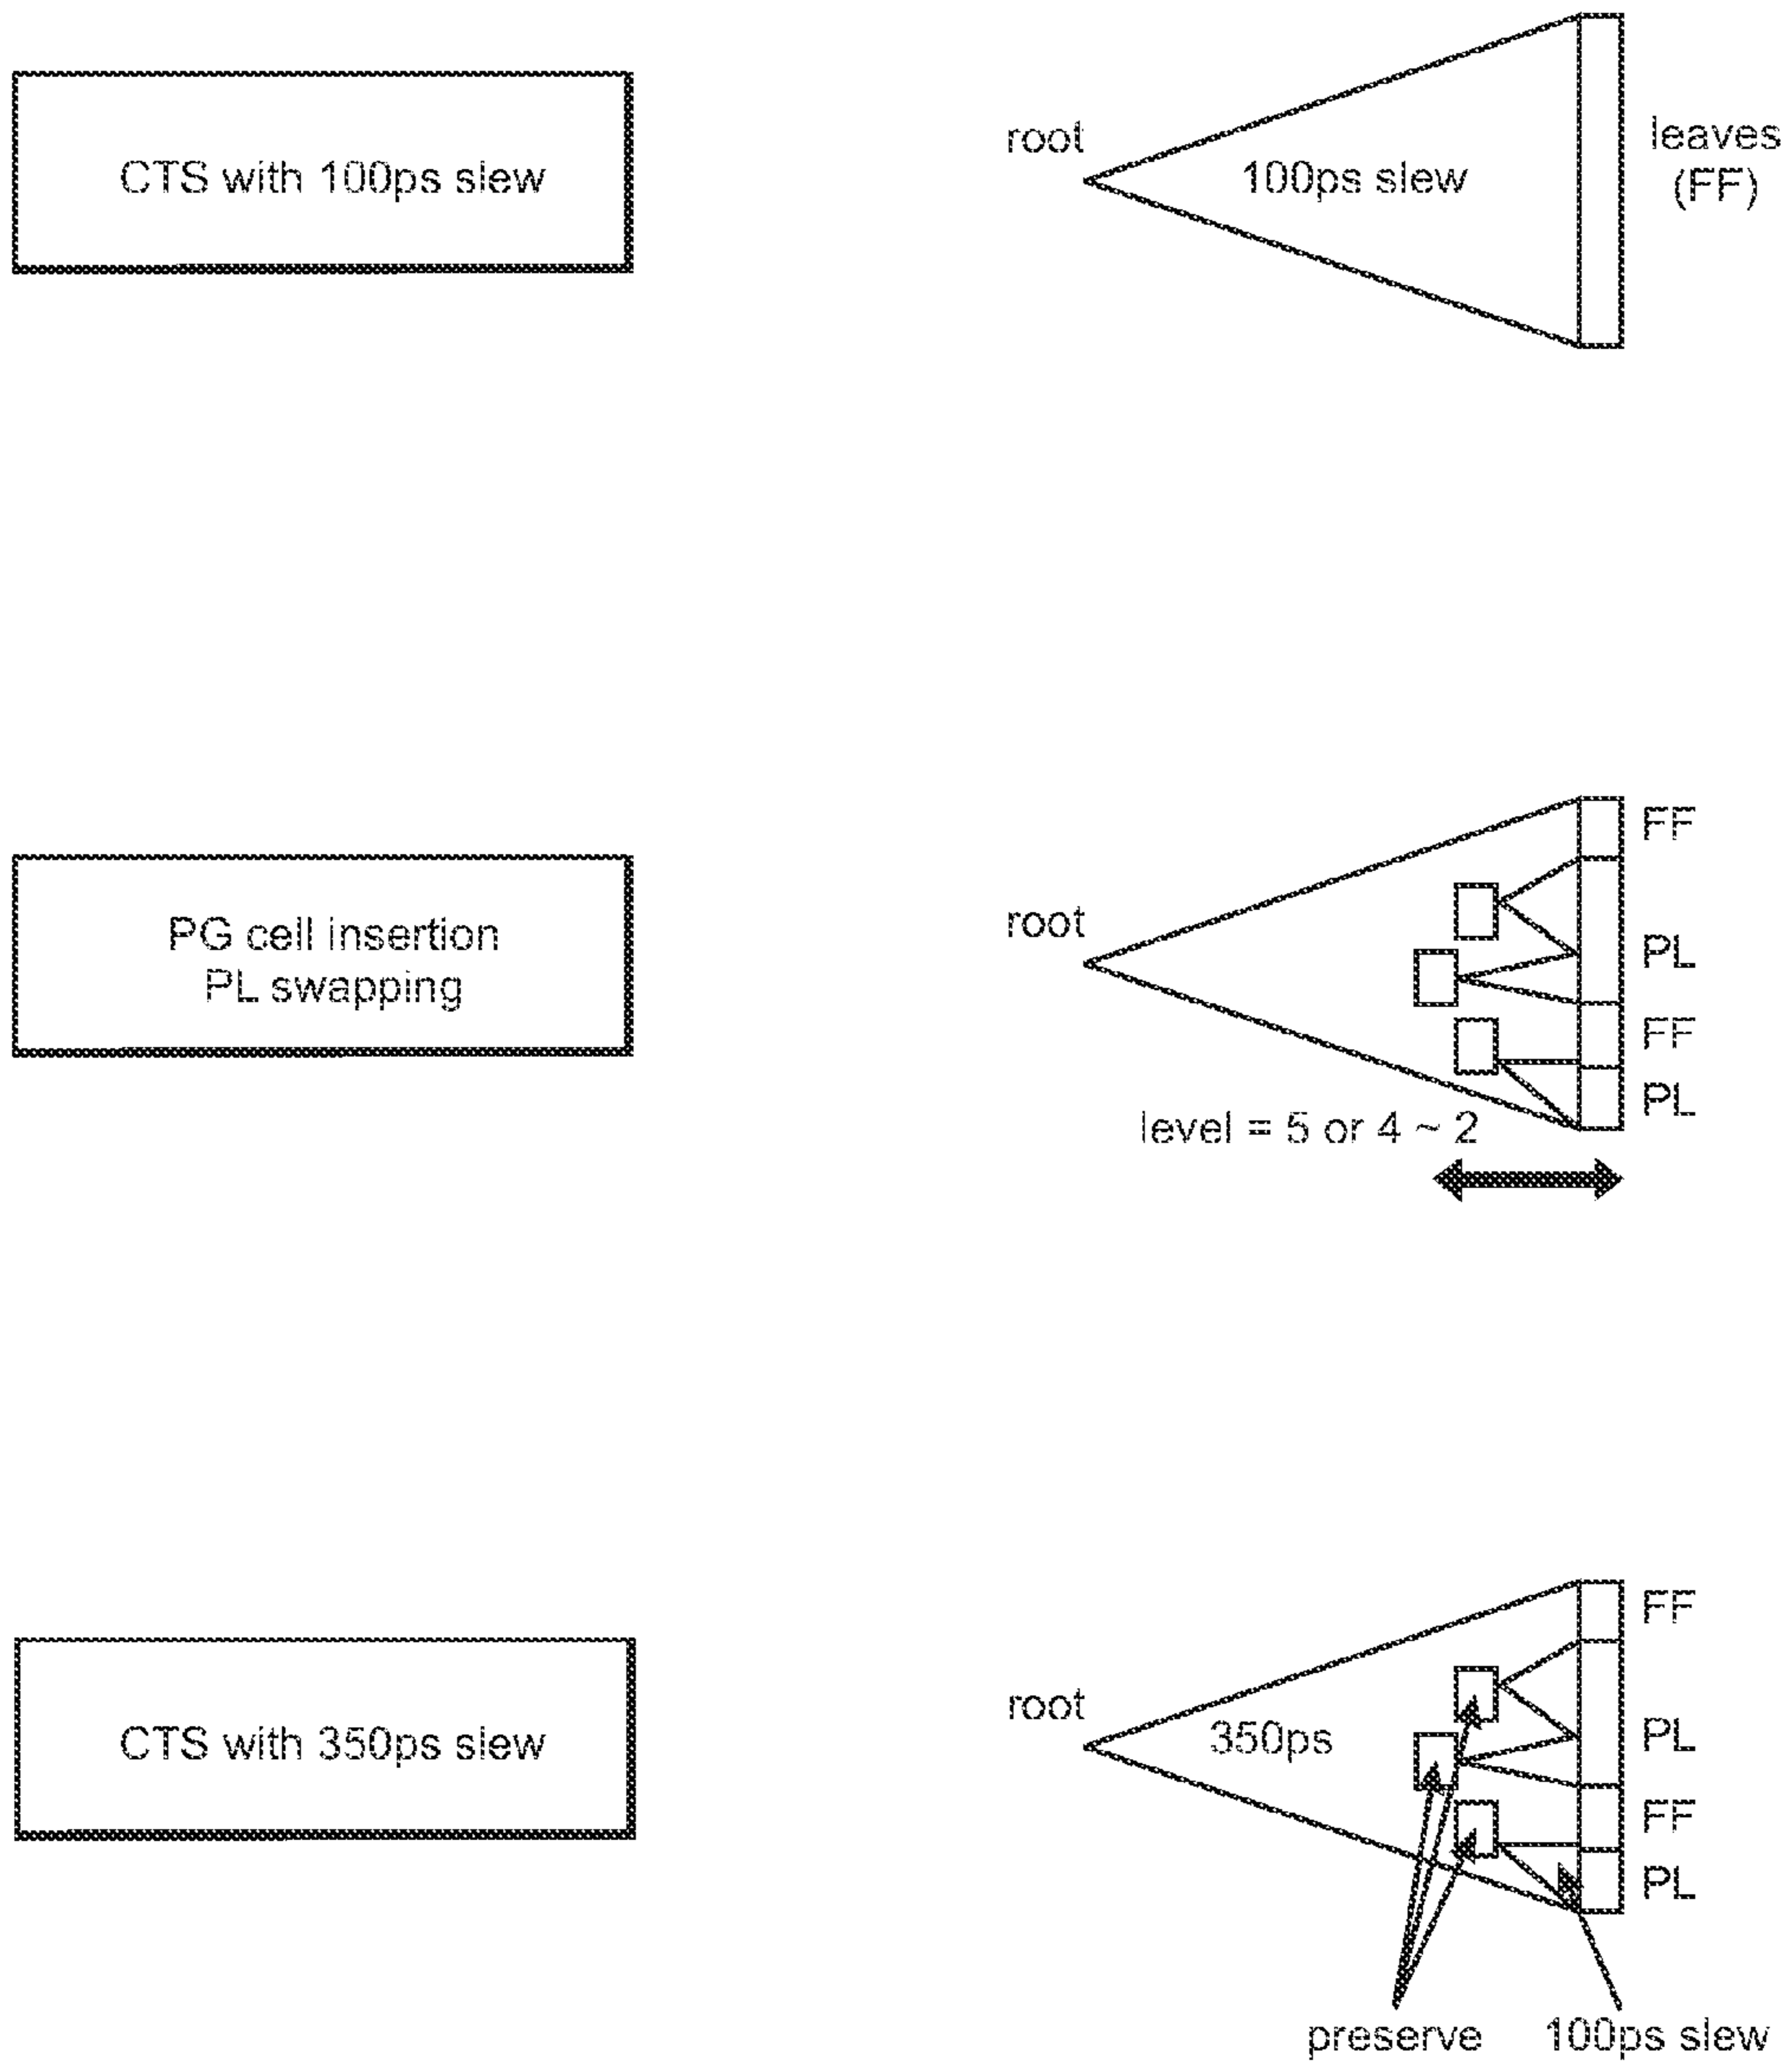 CTS with 100ps slew
root
100ps slew
leaves
(FF)
PG cell insertion
PL swapping
root
FF
PL
FF
PL
level = 5 or 4 ~ 2
CTS with 350ps slew
root
350ps
FF
PL
FF
PL
preserve
100ps slew